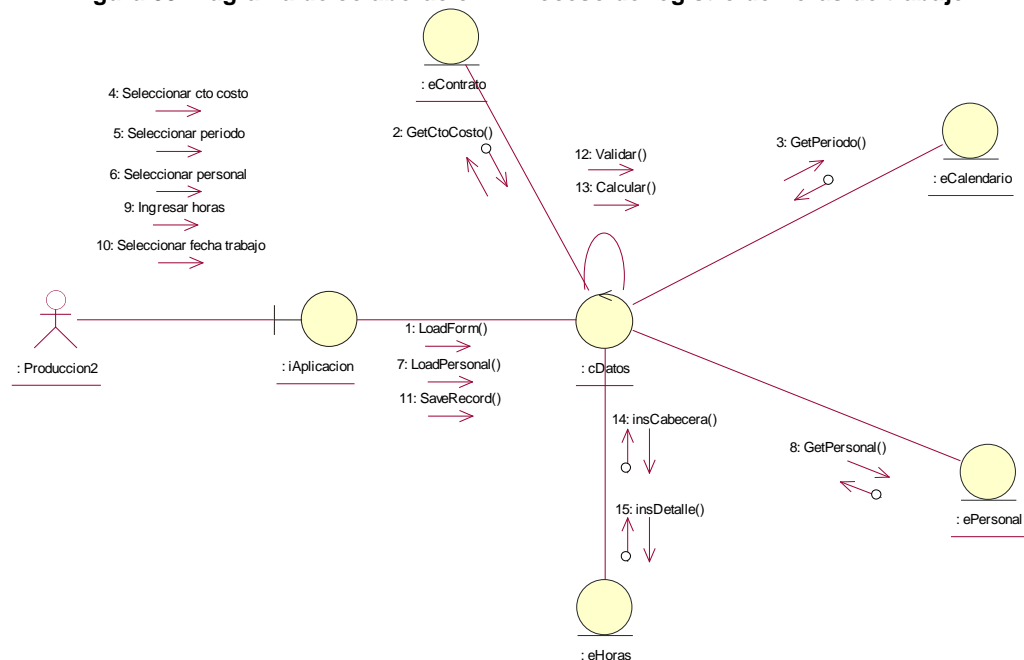 : eContrato
4: Seleccionar cto costo
5: Seleccionar periodo
6: Seleccionar personal
9: Ingresar horas
10: Seleccionar fecha trabajo
2: GetCtoCosto()
12: Validar()
13: Calcular()
3: GetPeriodo()
: eCalendario
: Produccion2
: iAplicacion
1: LoadForm()
7: LoadPersonal()
11: SaveRecord()
: cDatos
14: insCabecera()
8: GetPersonal()
15: insDetalle()
: ePersonal
: eHoras